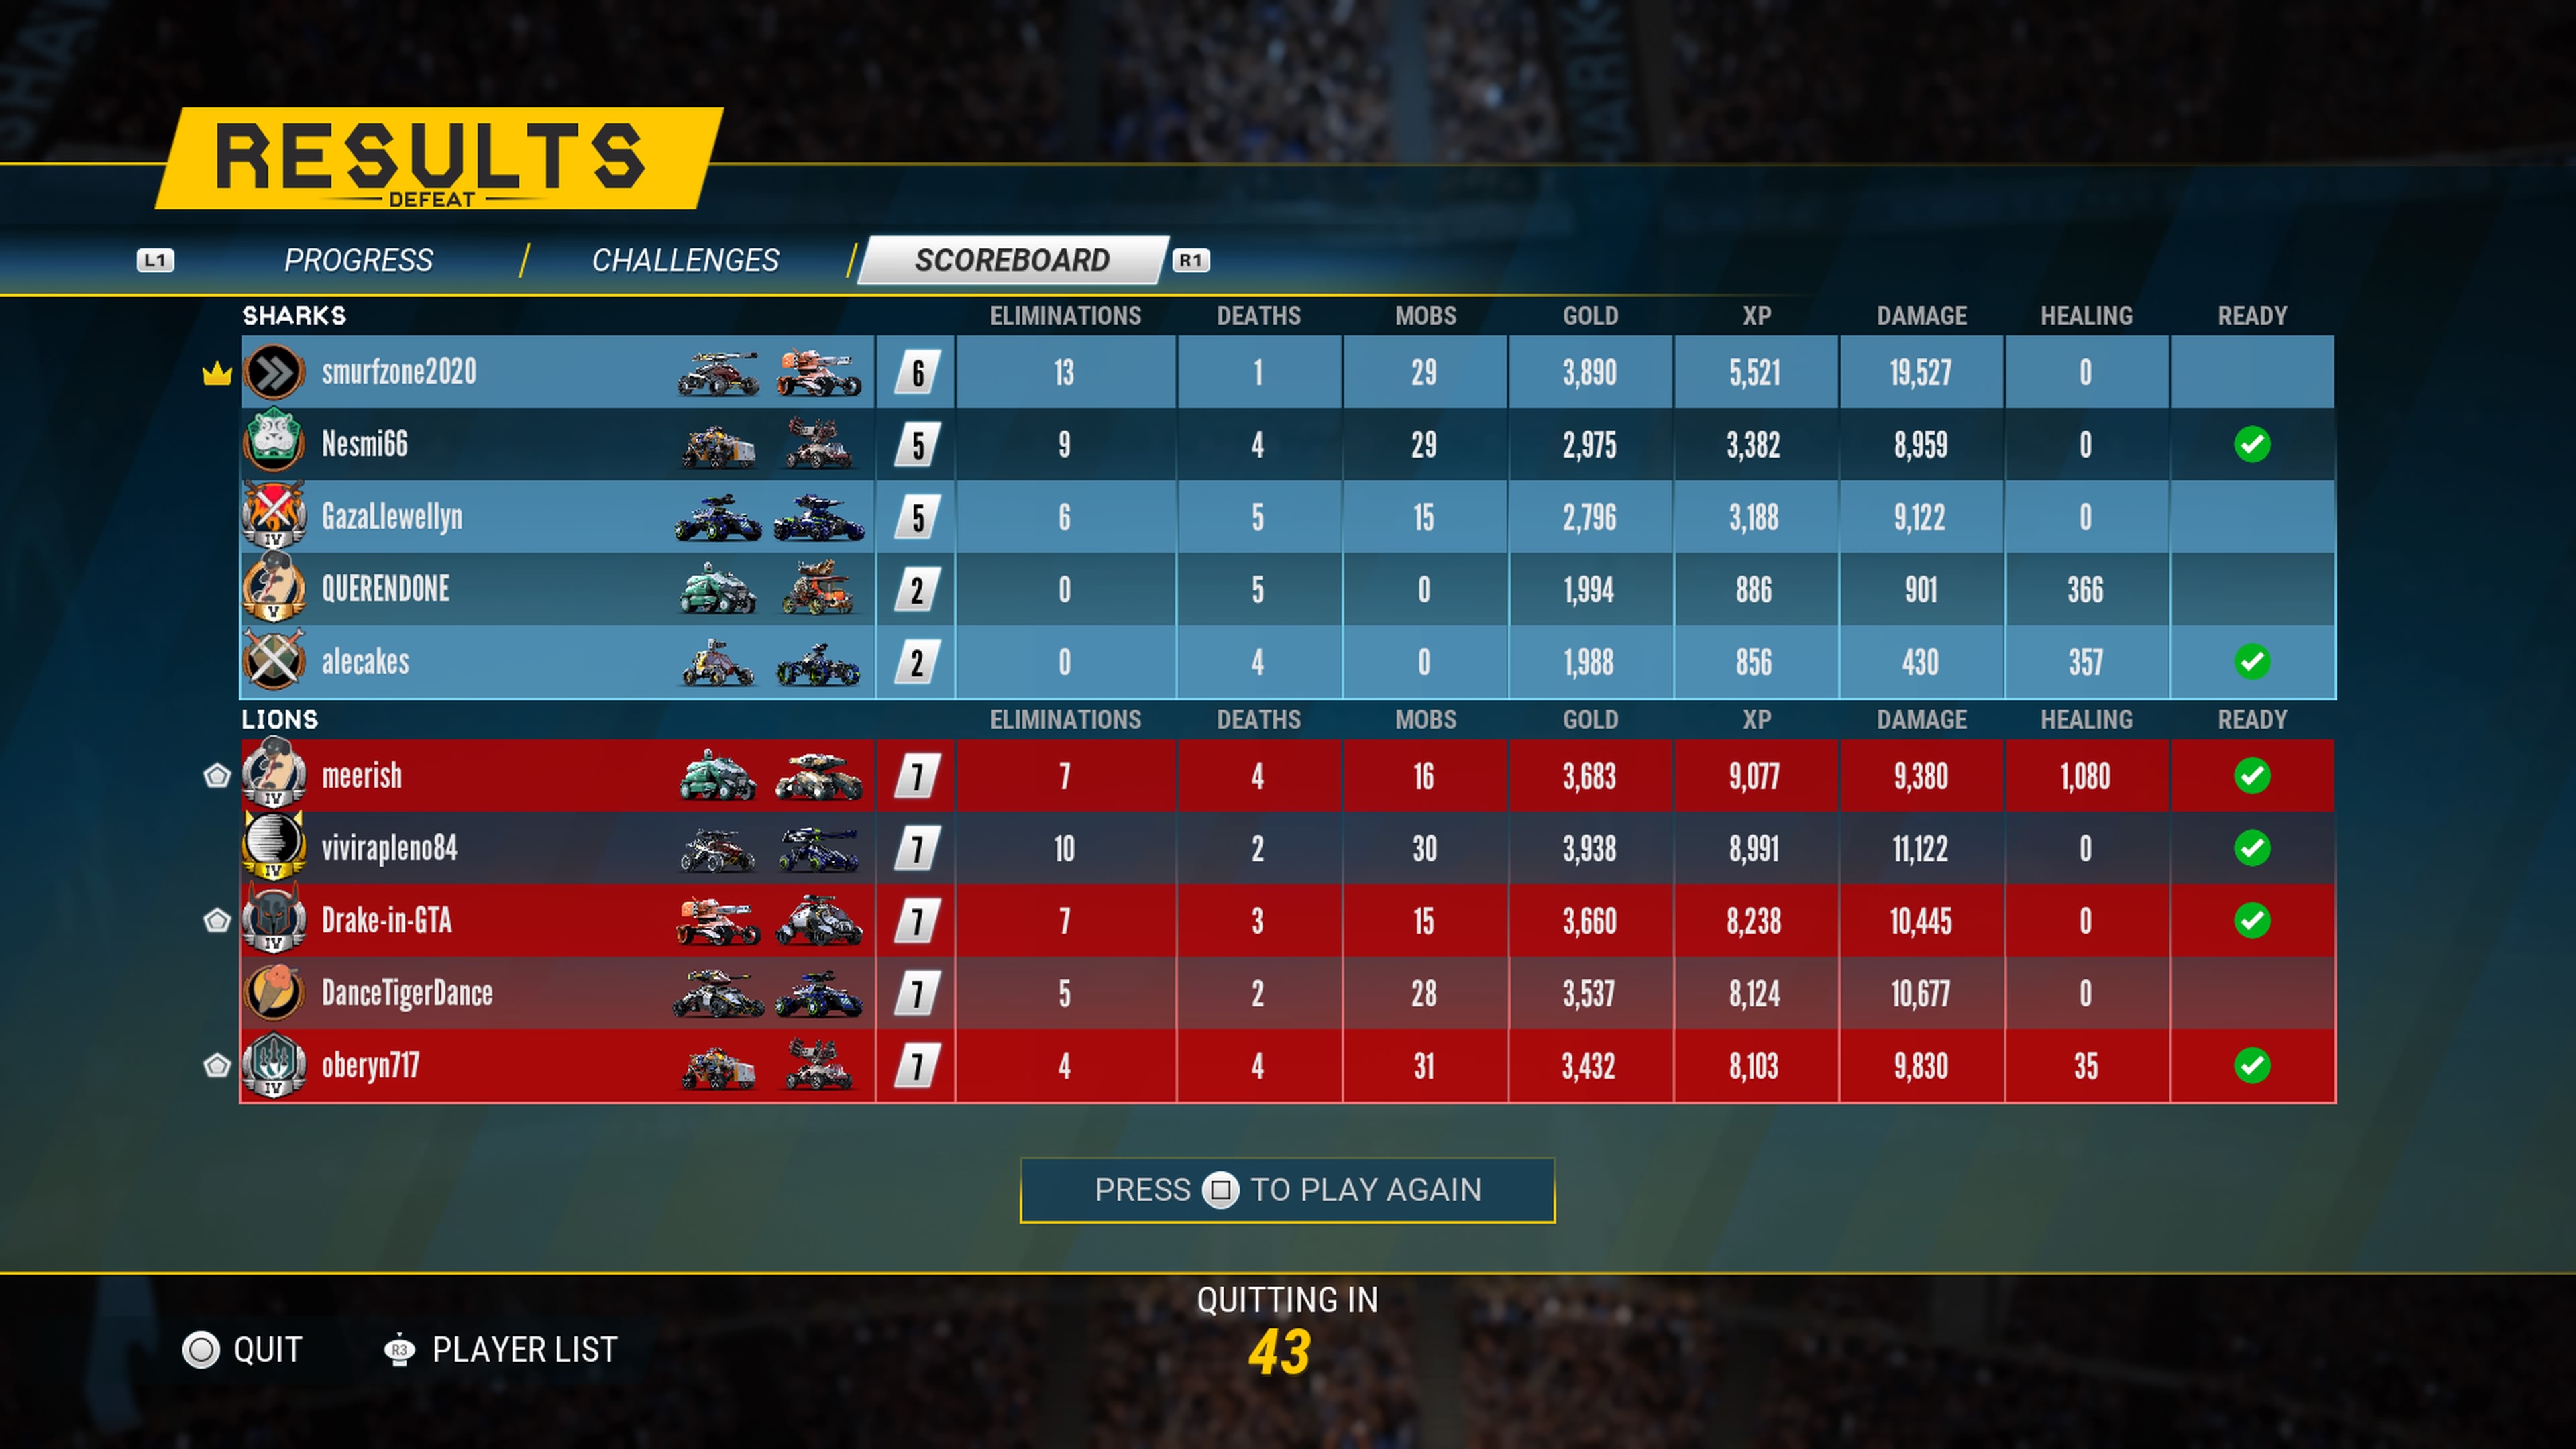 RESULTS
DEFEAT
L1 PROGRESS / CHALLENGES / SCOREBOARD R1
SHARKS ELIMINATIONS DEATHS MOBS GOLD XP DAMAGE HEALING READY
smurfzone2020 6 13 1 29 3,890 5,521 19,527 0
Nesmi66 5 9 4 29 2,975 3,382 8,959 0
IV GazaLlewellyn 5 6 5 15 2,796 3,188 9,122 0
V QUERENDONE 2 0 5 0 1,994 886 901 366
alecakes 2 0 4 0 1,988 856 430 357
LIONS ELIMINATIONS DEATHS MOBS GOLD XP DAMAGE HEALING READY
IV meerish 7 7 4 16 3,683 9,077 9,380 1,080
IV vivirapleno84 7 10 2 30 3,938 8,991 11,122 0
IV Drake-in-GTA 7 7 3 15 3,660 8,238 10,445 0
DanceTigerDance 7 5 2 28 3,537 8,124 10,677 0
IV oberyn717 7 4 4 31 3,432 8,103 9,830 35
PRESS TO PLAY AGAIN
QUITTING IN
43
QUIT R3 PLAYER LIST